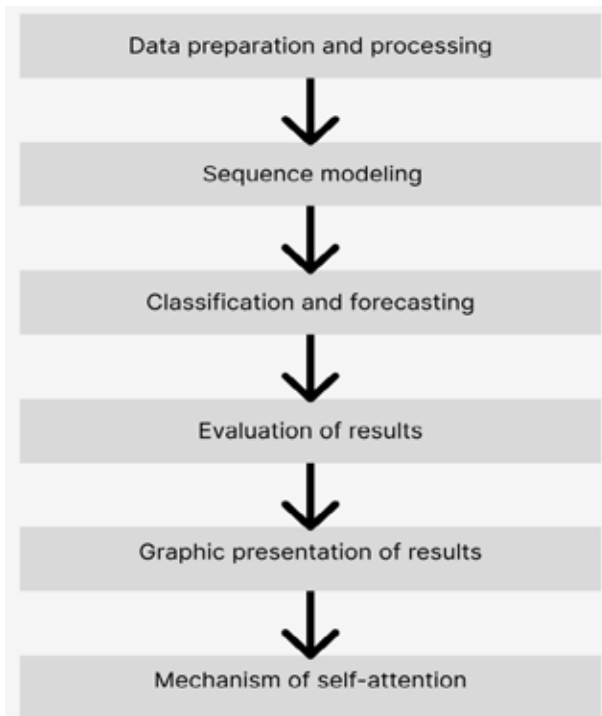 Data preparation and processing
Sequence modeling
Classification and forecasting
Evaluation of results
Graphic presentation of results
Mechanism of self-attention